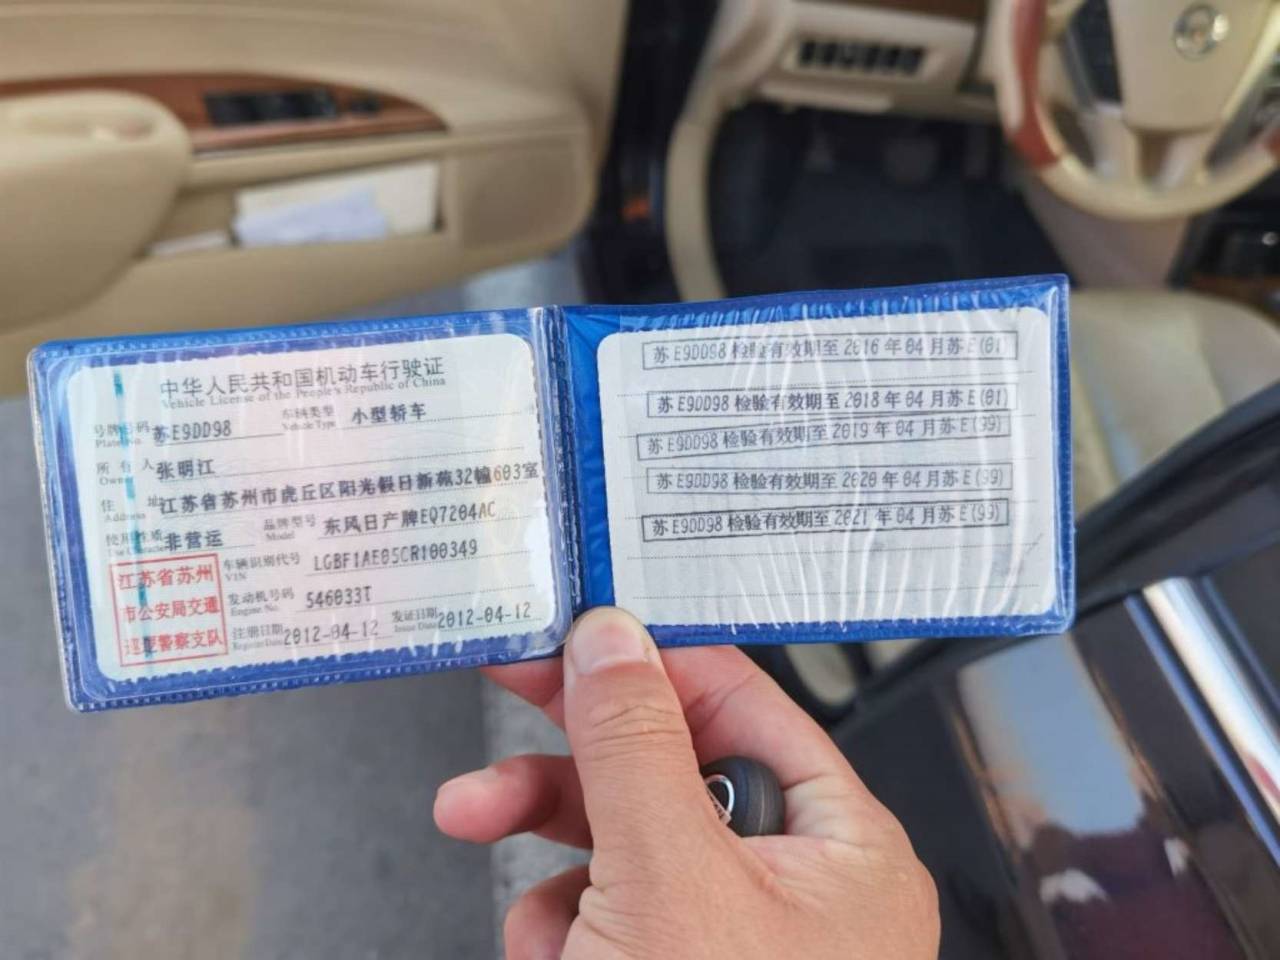 中华人民共和国机动车行驶证
Vehicle License of the People's Republic of China
号牌号码 苏E9DD98 车辆类型 小型轿车
Plate No. Vehicle Type
所有人 张明江
Owner
住址 江苏省苏州市虎丘区阳光假日新苑32幢603室
Address
使用性质 非营运 品牌型号 东风日产牌EQ7204AC
Use Character Model
车辆识别代号 LGBF1AE05CR100349
VIN
发动机号码 546033T
Engine No.
注册日期 2012-04-12 发证日期 2012-04-12
Register Date Issue Date
江苏省苏州
市公安局交通
巡逻警察支队
苏E9DD98检验有效期至2016年04月苏E(01)
苏E9DD98检验有效期至2018年04月苏E(01)
苏E9DD98检验有效期至2019年04月苏E(99)
苏E9DD98检验有效期至2020年04月苏E(99)
苏E9DD98检验有效期至2021年04月苏E(99)